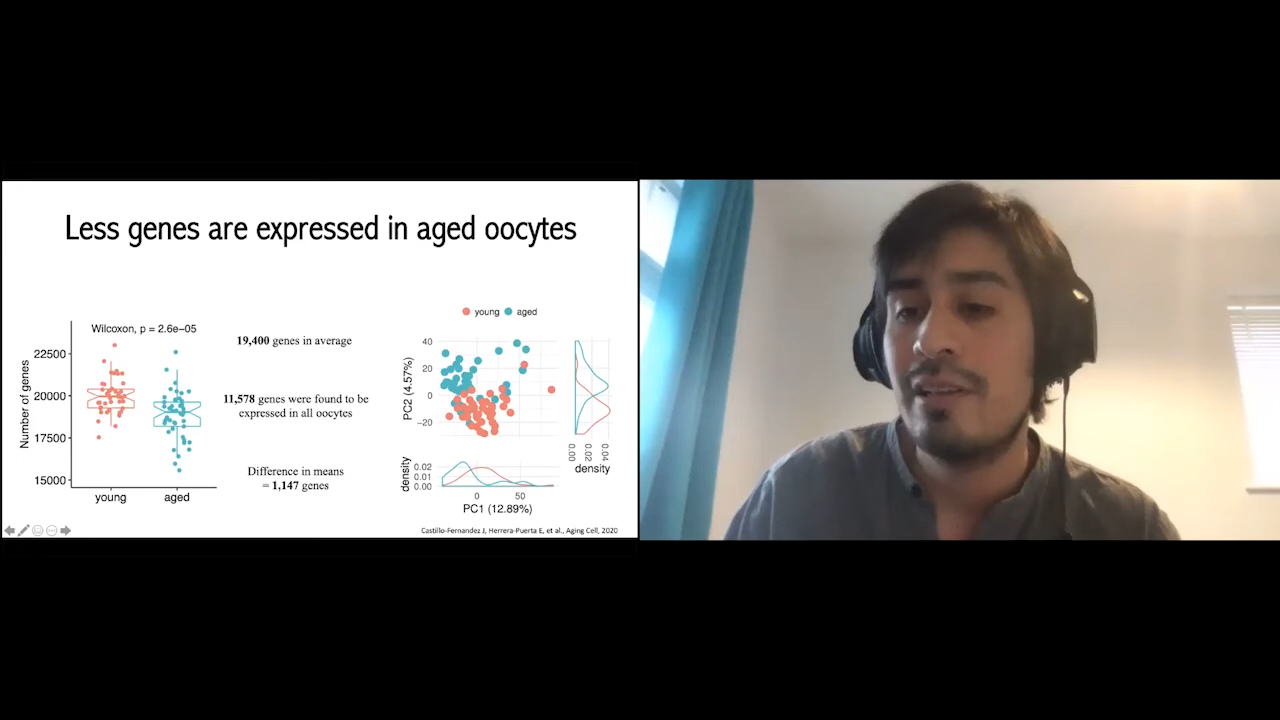 Less genes are expressed in aged oocytes
Wilcoxon, p = 2.6e−05
Number of genes
22500
20000
17500
15000
young
aged
19,400 genes in average
11,578 genes were found to be
expressed in all oocytes
Difference in means
= 1,147 genes
young aged
PC2 (4.57%)
40
20
0
−20
density
0.02
0.01
0.00
0 50
PC1 (12.89%)
0.00
0.02
0.04
density
Castillo-Fernandez J, Herrera-Puerta E, et al., Aging Cell, 2020